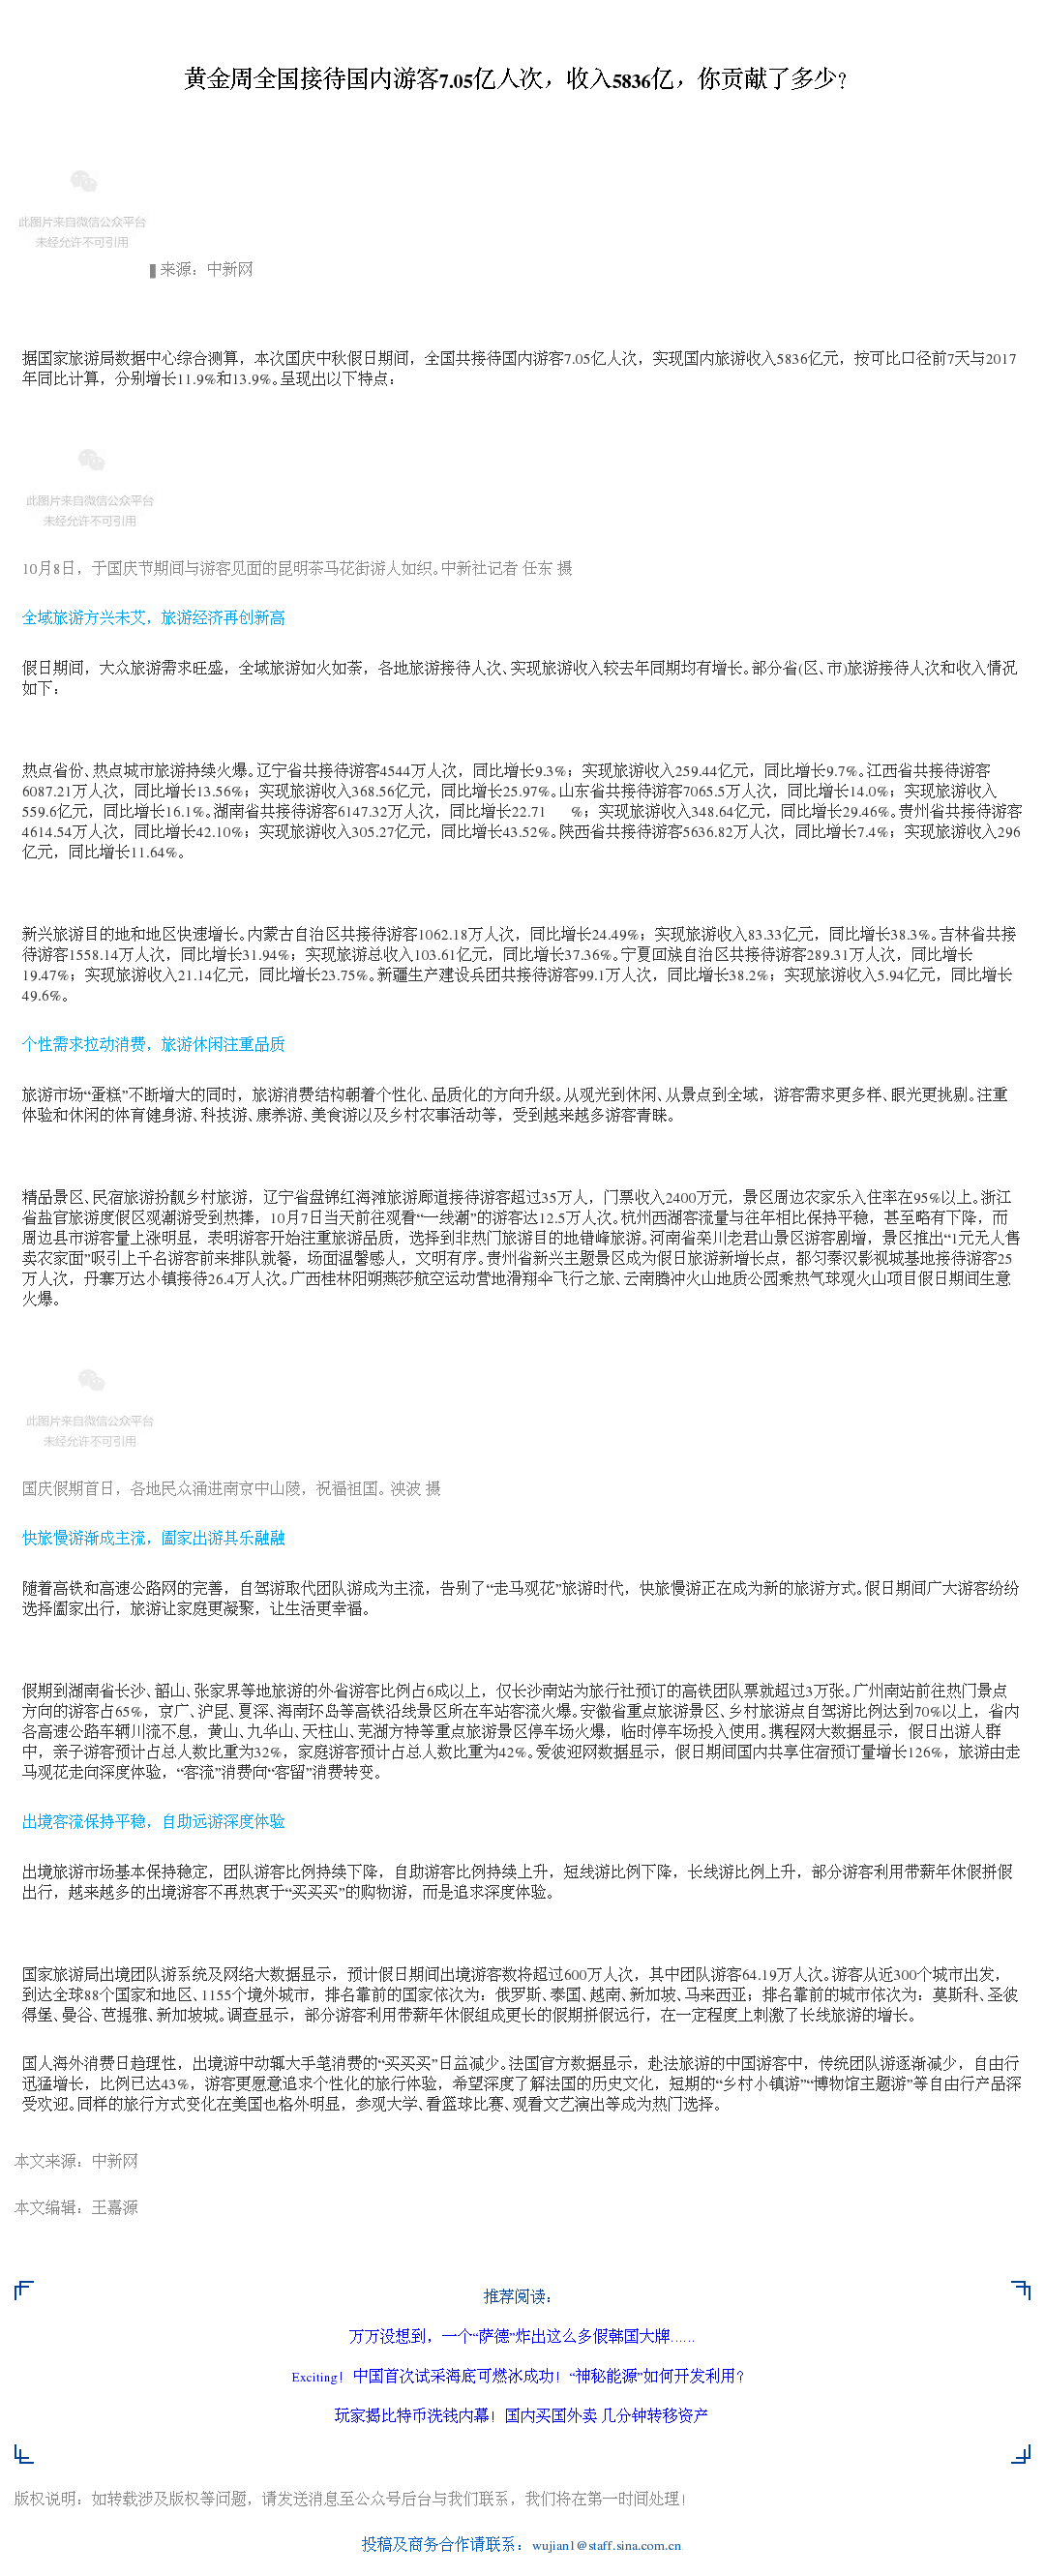 黄金周全国接待国内游客7.05亿人次，收入5836亿，你贡献了多少？
此图片来自微信公众平台
未经允许不可引用
▌来源：中新网
据国家旅游局数据中心综合测算，本次国庆中秋假日期间，全国共接待国内游客7.05亿人次，实现国内旅游收入5836亿元，按可比口径前7天与2017
年同比计算，分别增长11.9%和13.9%。呈现出以下特点：
此图片来自微信公众平台
未经允许不可引用
10月8日，于国庆节期间与游客见面的昆明茶马花街游人如织。中新社记者 任东 摄
全域旅游方兴未艾，旅游经济再创新高
假日期间，大众旅游需求旺盛，全域旅游如火如荼，各地旅游接待人次、实现旅游收入较去年同期均有增长。部分省(区、市)旅游接待人次和收入情况
如下：
热点省份、热点城市旅游持续火爆。辽宁省共接待游客4544万人次，同比增长9.3%；实现旅游收入259.44亿元，同比增长9.7%。江西省共接待游客
6087.21万人次，同比增长13.56%；实现旅游收入368.56亿元，同比增长25.97%。山东省共接待游客7065.5万人次，同比增长14.0%；实现旅游收入
559.6亿元，同比增长16.1%。湖南省共接待游客6147.32万人次，同比增长22.71 %；实现旅游收入348.64亿元，同比增长29.46%。贵州省共接待游客
4614.54万人次，同比增长42.10%；实现旅游收入305.27亿元，同比增长43.52%。陕西省共接待游客5636.82万人次，同比增长7.4%；实现旅游收入296
亿元，同比增长11.64%。
新兴旅游目的地和地区快速增长。内蒙古自治区共接待游客1062.18万人次，同比增长24.49%；实现旅游收入83.33亿元，同比增长38.3%。吉林省共接
待游客1558.14万人次，同比增长31.94%；实现旅游总收入103.61亿元，同比增长37.36%。宁夏回族自治区共接待游客289.31万人次，同比增长
19.47%；实现旅游收入21.14亿元，同比增长23.75%。新疆生产建设兵团共接待游客99.1万人次，同比增长38.2%；实现旅游收入5.94亿元，同比增长
49.6%。
个性需求拉动消费，旅游休闲注重品质
旅游市场“蛋糕”不断增大的同时，旅游消费结构朝着个性化、品质化的方向升级。从观光到休闲、从景点到全域，游客需求更多样、眼光更挑剔。注重
体验和休闲的体育健身游、科技游、康养游、美食游以及乡村农事活动等，受到越来越多游客青睐。
精品景区、民宿旅游扮靓乡村旅游，辽宁省盘锦红海滩旅游廊道接待游客超过35万人，门票收入2400万元，景区周边农家乐入住率在95%以上。浙江
省盐官旅游度假区观潮游受到热捧，10月7日当天前往观看“一线潮”的游客达12.5万人次。杭州西湖客流量与往年相比保持平稳，甚至略有下降，而
周边县市游客量上涨明显，表明游客开始注重旅游品质，选择到非热门旅游目的地错峰旅游。河南省栾川老君山景区游客剧增，景区推出“1元无人售
卖农家面”吸引上千名游客前来排队就餐，场面温馨感人，文明有序。贵州省新兴主题景区成为假日旅游新增长点，都匀秦汉影视城基地接待游客25
万人次，丹寨万达小镇接待26.4万人次。广西桂林阳朔燕莎航空运动营地滑翔伞飞行之旅、云南腾冲火山地质公园乘热气球观火山项目假日期间生意
火爆。
此图片来自微信公众平台
未经允许不可引用
国庆假期首日，各地民众涌进南京中山陵，祝福祖国。 泱波 摄
快旅慢游渐成主流，阖家出游其乐融融
随着高铁和高速公路网的完善，自驾游取代团队游成为主流，告别了“走马观花”旅游时代，快旅慢游正在成为新的旅游方式。假日期间广大游客纷纷
选择阖家出行，旅游让家庭更凝聚，让生活更幸福。
假期到湖南省长沙、韶山、张家界等地旅游的外省游客比例占6成以上，仅长沙南站为旅行社预订的高铁团队票就超过3万张。广州南站前往热门景点
方向的游客占65%，京广、沪昆、夏深、海南环岛等高铁沿线景区所在车站客流火爆。安徽省重点旅游景区、乡村旅游点自驾游比例达到70%以上，省内
各高速公路车辆川流不息，黄山、九华山、天柱山、芜湖方特等重点旅游景区停车场火爆，临时停车场投入使用。携程网大数据显示，假日出游人群
中，亲子游客预计占总人数比重为32%，家庭游客预计占总人数比重为42%。爱彼迎网数据显示，假日期间国内共享住宿预订量增长126%，旅游由走
马观花走向深度体验，“客流”消费向“客留”消费转变。
出境客流保持平稳，自助远游深度体验
出境旅游市场基本保持稳定，团队游客比例持续下降，自助游客比例持续上升，短线游比例下降，长线游比例上升，部分游客利用带薪年休假拼假
出行，越来越多的出境游客不再热衷于“买买买”的购物游，而是追求深度体验。
国家旅游局出境团队游系统及网络大数据显示，预计假日期间出境游客数将超过600万人次，其中团队游客64.19万人次。游客从近300个城市出发，
到达全球88个国家和地区、1155个境外城市，排名靠前的国家依次为：俄罗斯、泰国、越南、新加坡、马来西亚；排名靠前的城市依次为：莫斯科、圣彼
得堡、曼谷、芭提雅、新加坡城。调查显示，部分游客利用带薪年休假组成更长的假期拼假远行，在一定程度上刺激了长线旅游的增长。
国人海外消费日趋理性，出境游中动辄大手笔消费的“买买买”日益减少。法国官方数据显示，赴法旅游的中国游客中，传统团队游逐渐减少，自由行
迅猛增长，比例已达43%，游客更愿意追求个性化的旅行体验，希望深度了解法国的历史文化，短期的“乡村小镇游”“博物馆主题游”等自由行产品深
受欢迎。同样的旅行方式变化在美国也格外明显，参观大学、看篮球比赛、观看文艺演出等成为热门选择。
本文来源：中新网
本文编辑：王嘉源
推荐阅读：
万万没想到，一个“萨德”炸出这么多假韩国大牌……
Exciting！中国首次试采海底可燃冰成功！“神秘能源”如何开发利用？
玩家揭比特币洗钱内幕！国内买国外卖 几分钟转移资产
版权说明：如转载涉及版权等问题，请发送消息至公众号后台与我们联系，我们将在第一时间处理！
投稿及商务合作请联系：wujian1@staff.sina.com.cn